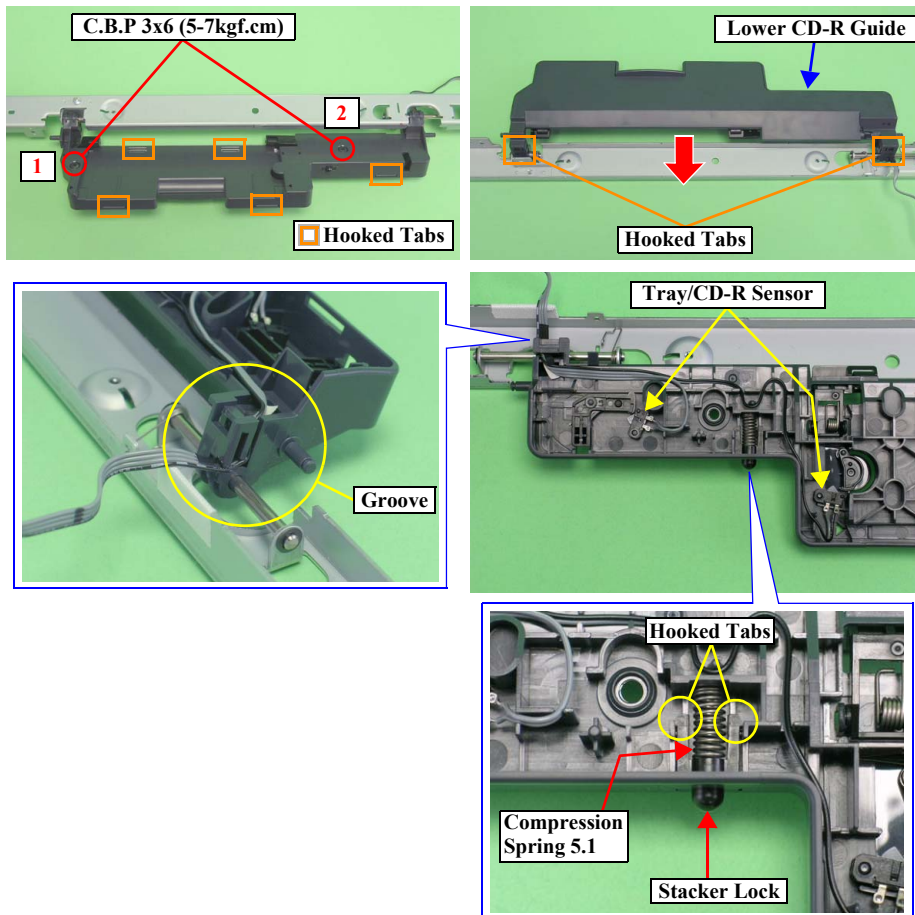 C.B.P 3x6 (5-7kgf.cm)
1
2
Hooked Tabs
Lower CD-R Guide
Hooked Tabs
Groove
Tray/CD-R Sensor
Hooked Tabs
Compression
Spring 5.1
Stacker Lock